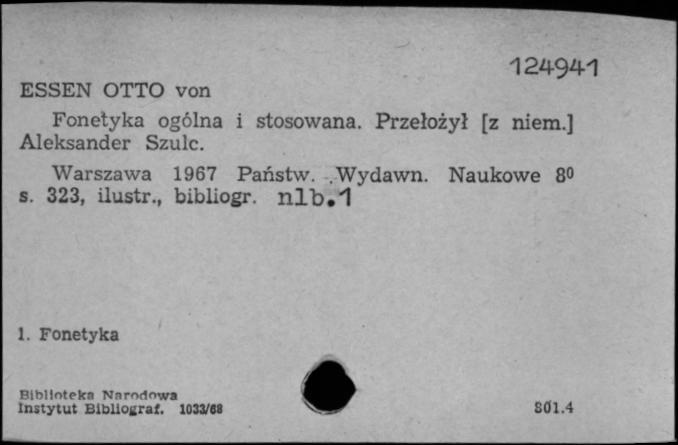 124941
ESSEN OTTO von
Fonetyka ogólna i stosowana. Przełożył [z niem.]
Aleksander Szulc.
Warszawa 1967 Państw. Wydawn. Naukowe 8⁰
s. 323, ilustr., bibliogr. nlb.1
1. Fonetyka
Biblioteka Narodowa
Instytut Bibliograf. 1033/68
801.4